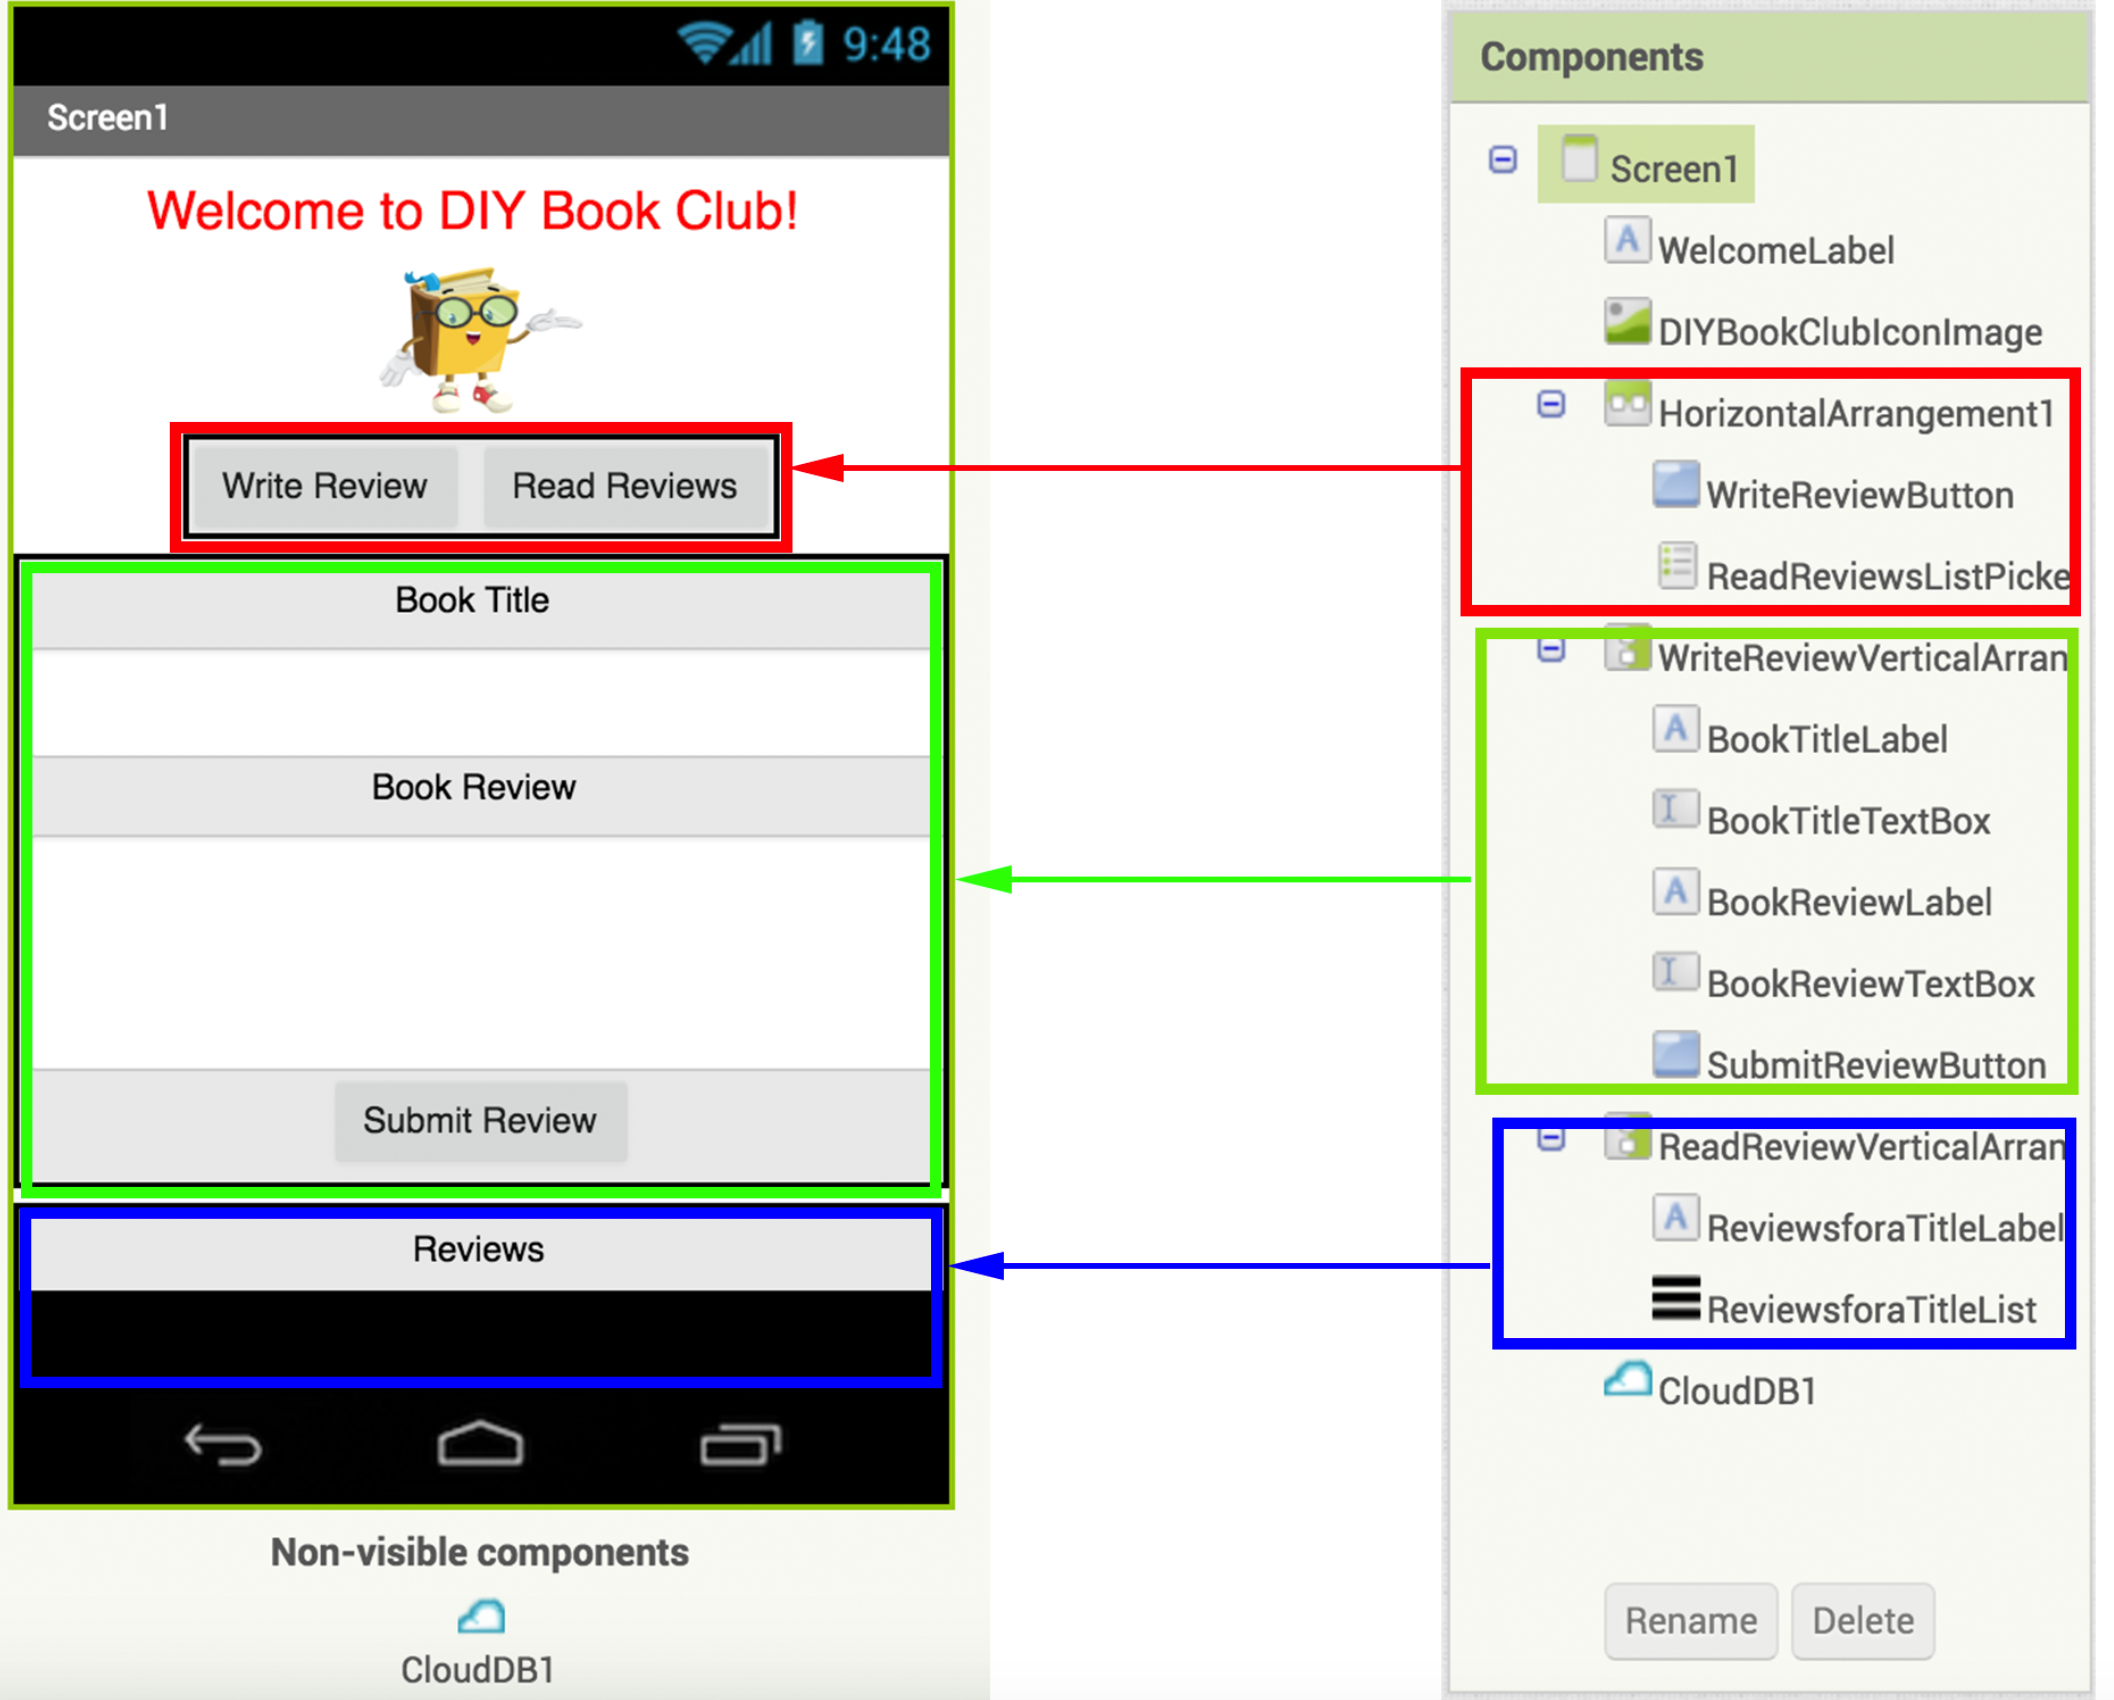 9:48
Screen1
Welcome to DIY Book Club!
Write Review
Read Reviews
Book Title
Book Review
Submit Review
Reviews
Non-visible components
CloudDB1
Components
Screen1
WelcomeLabel
DIYBookClubIconImage
HorizontalArrangement1
WriteReviewButton
ReadReviewsListPicke
WriteReviewVerticalArran
BookTitleLabel
BookTitleTextBox
BookReviewLabel
BookReviewTextBox
SubmitReviewButton
ReadReviewVerticalArran
ReviewsforaTitleLabel
ReviewsforaTitleList
CloudDB1
Rename
Delete